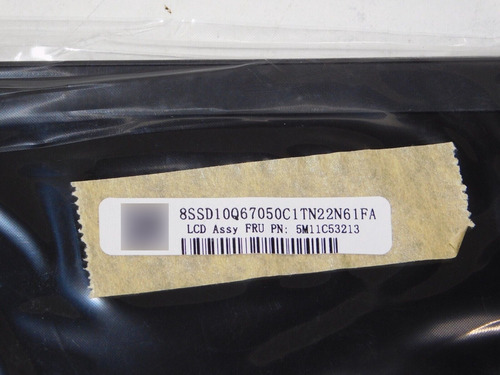 8SSD10Q67050C1TN22N61FA
LCD Assy FRU PN: 5M11C53213